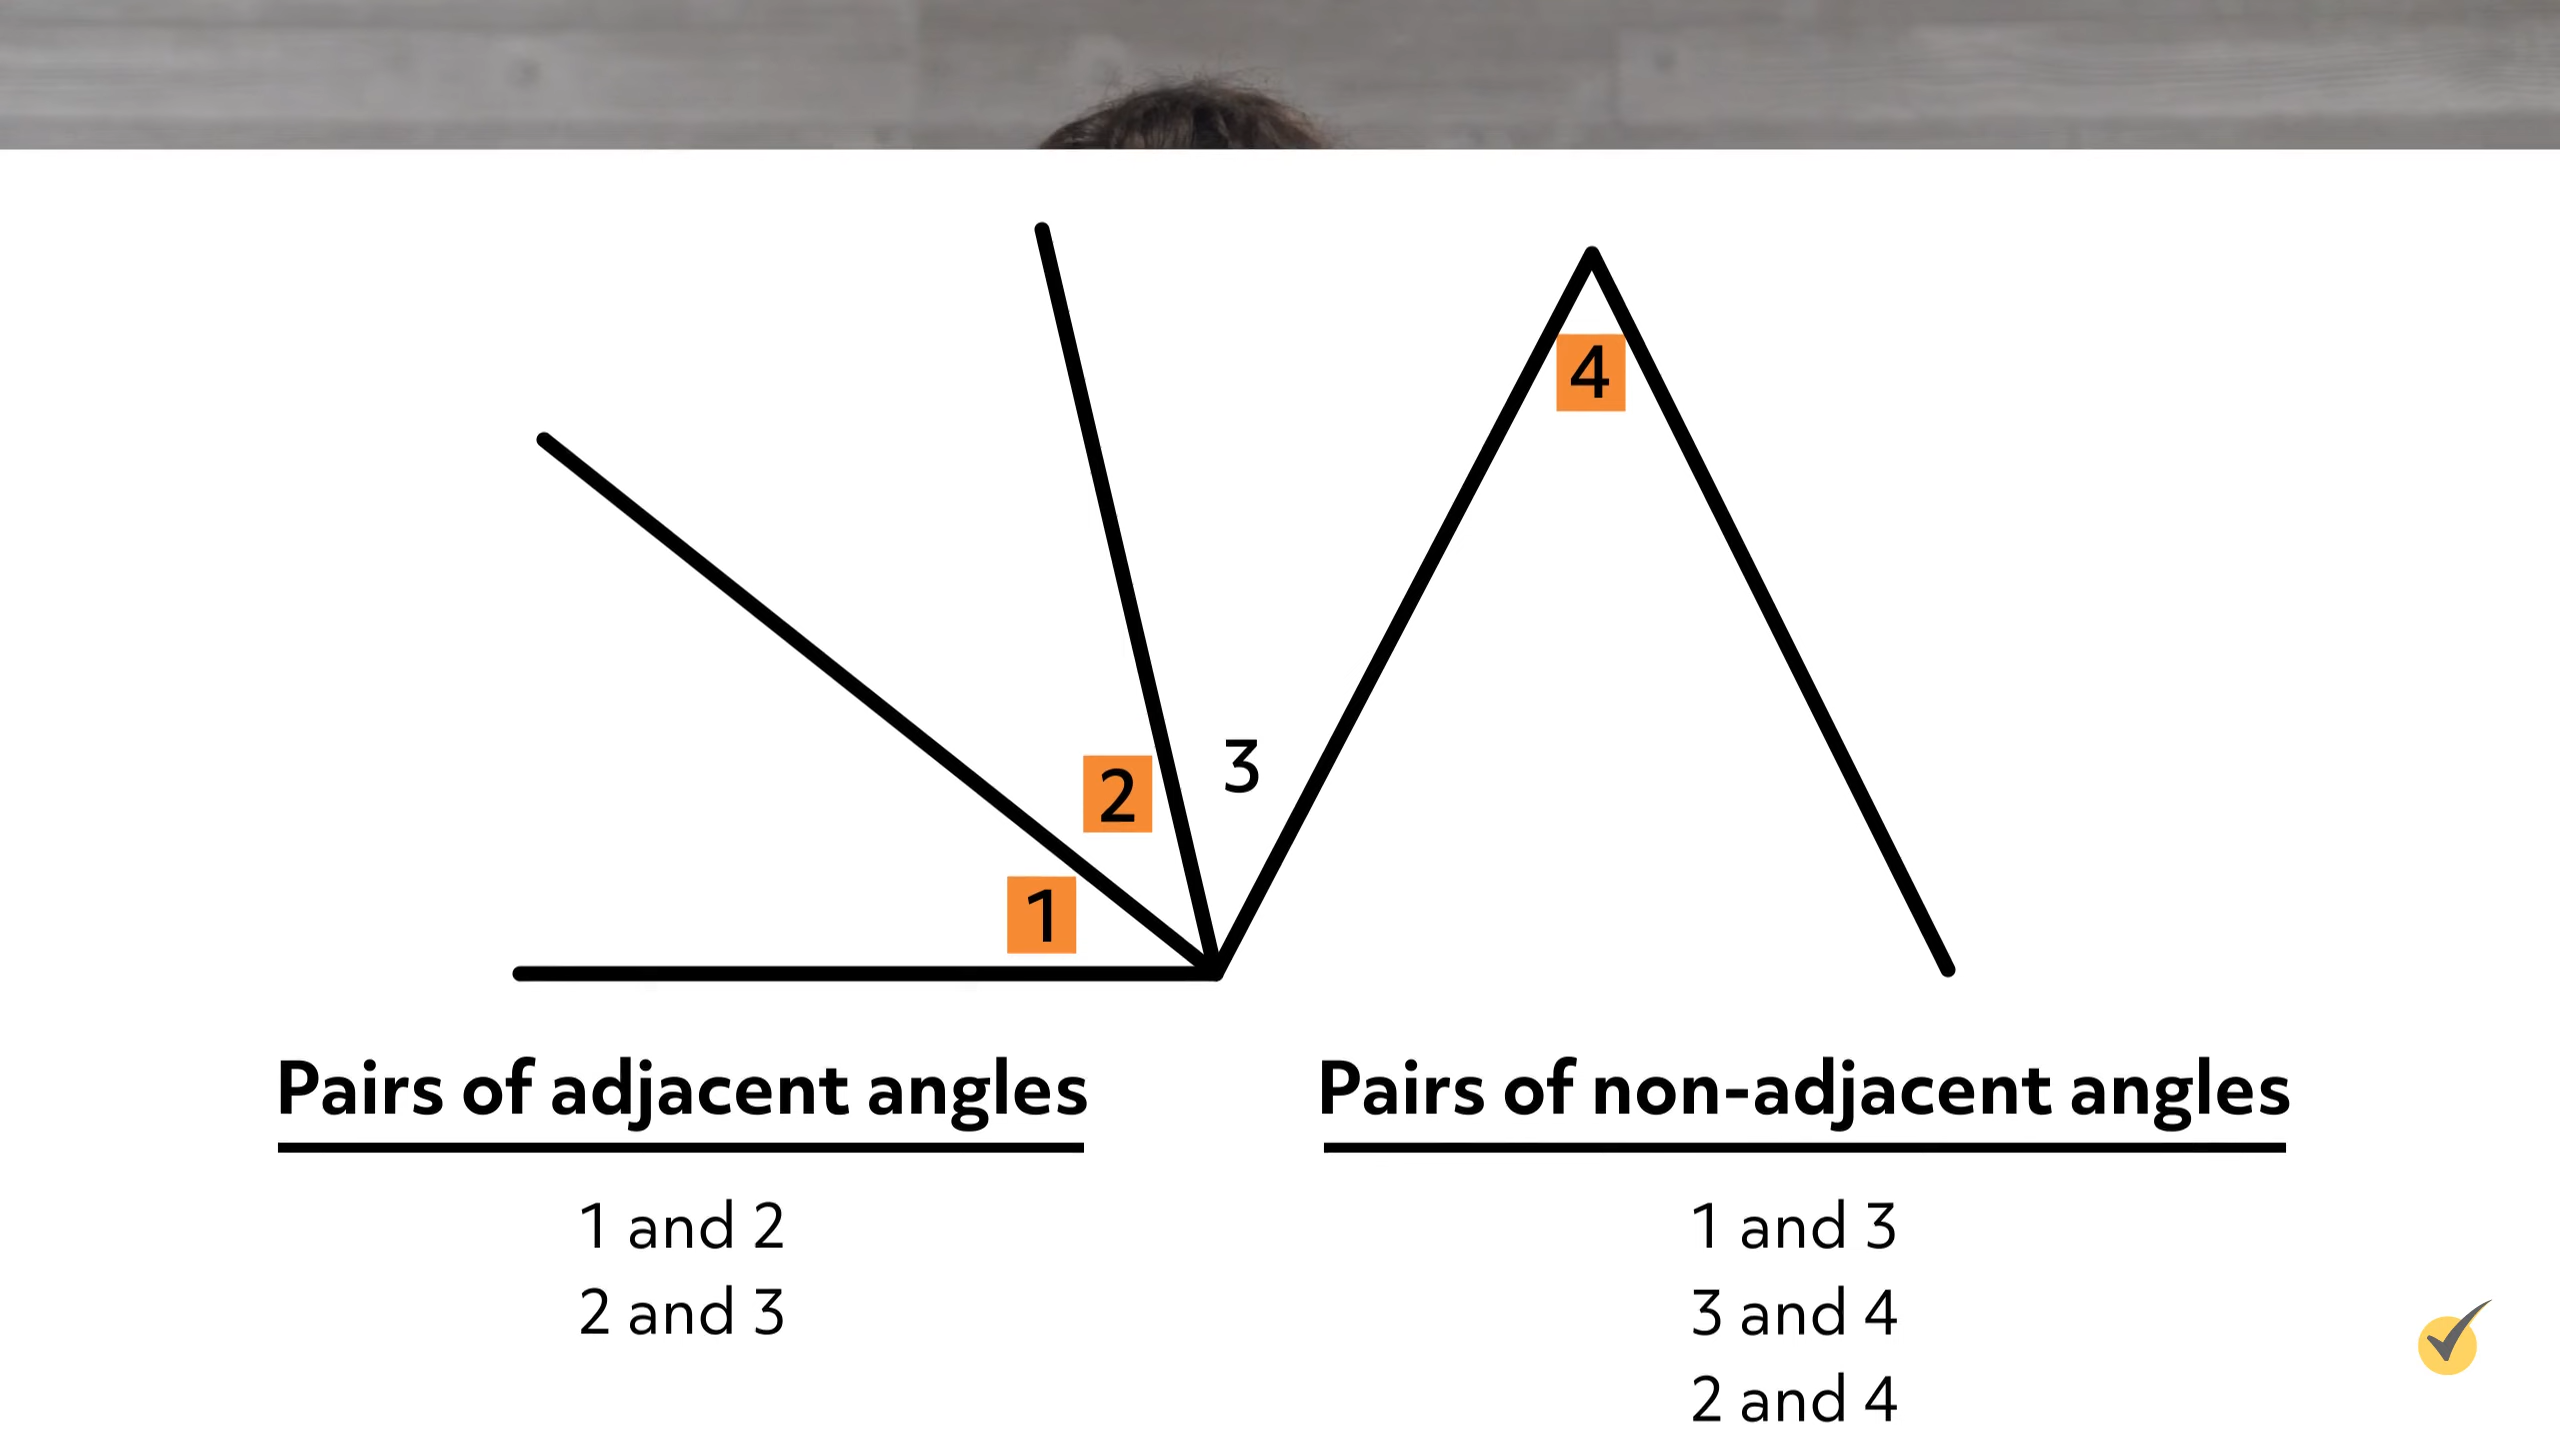 4
3
2
1
Pairs of adjacent angles
Pairs of non-adjacent angles
1 and 2
1 and 3
2 and 3
3 and 4
2 and 4